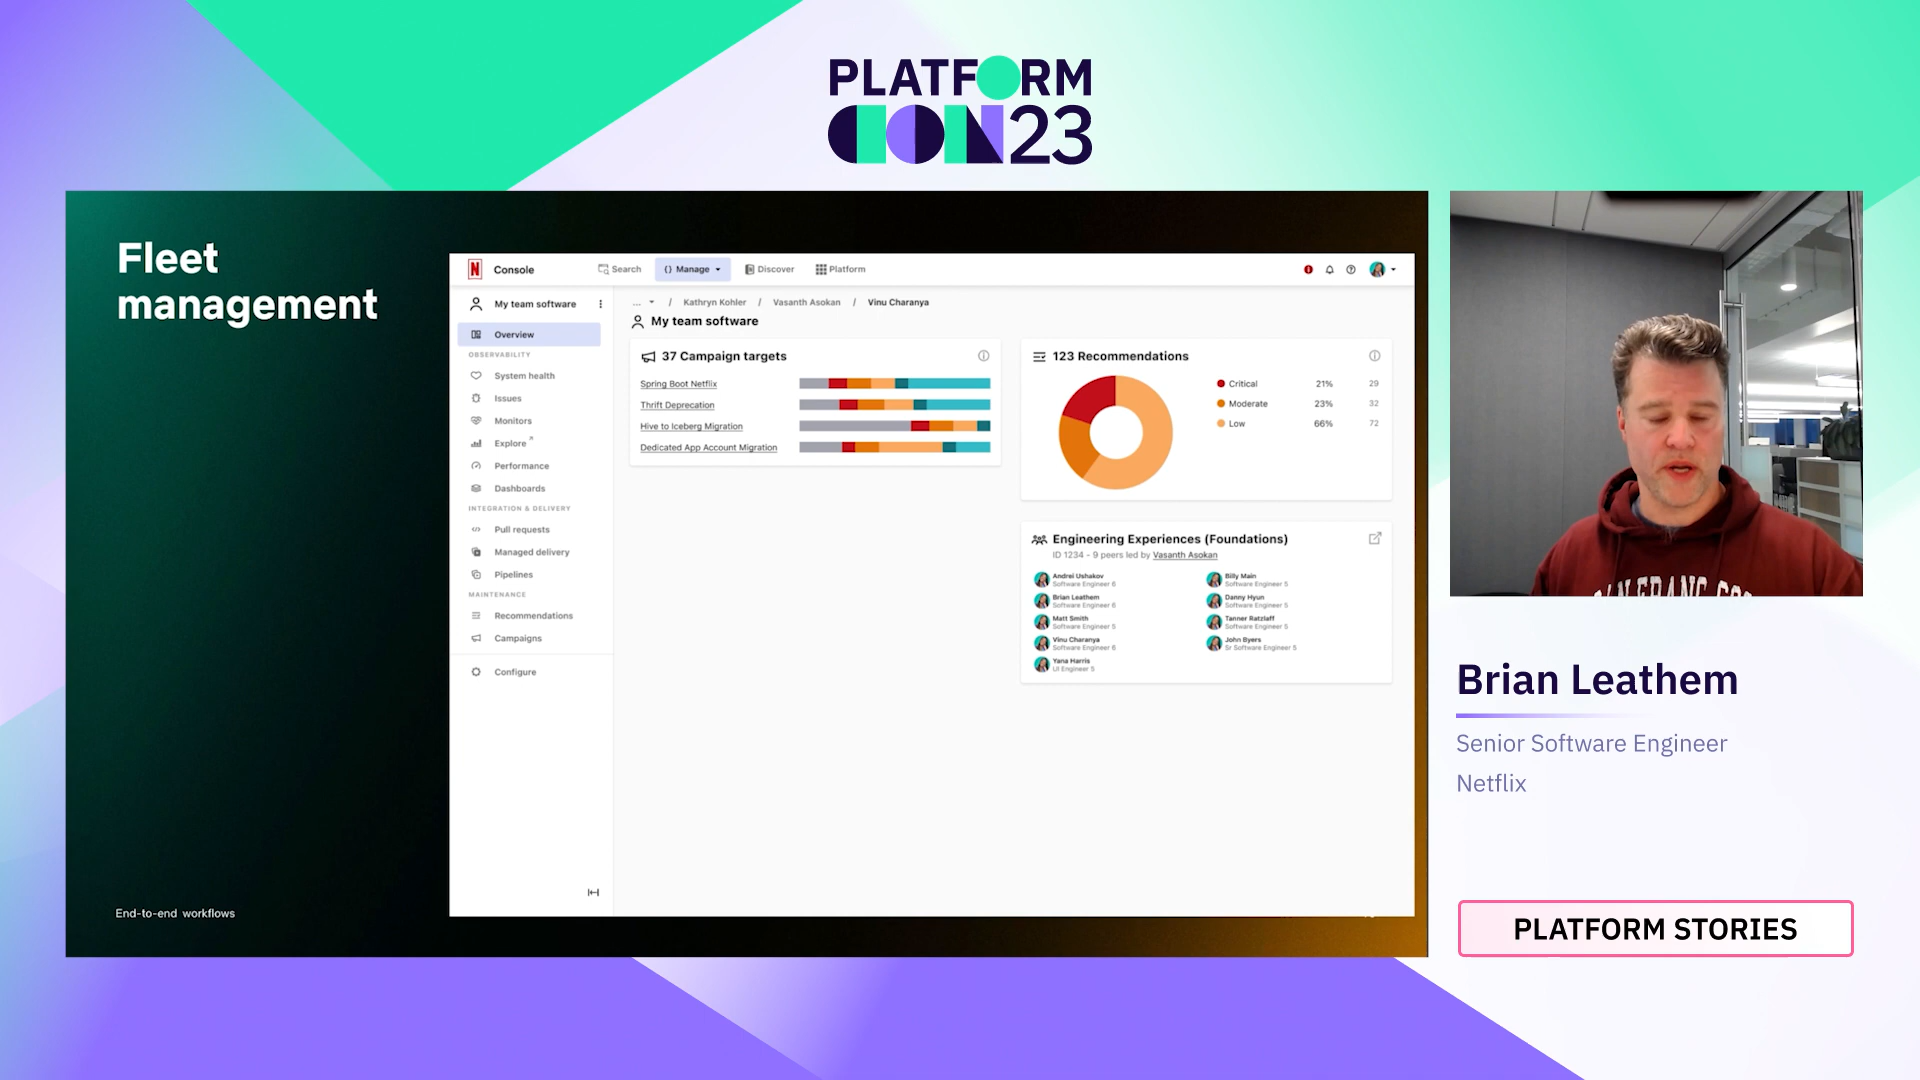 PLATFORM
CON23
Fleet
management
Console
Search
Manage
Discover
Platform
My team software
Overview
OBSERVABILITY
System health
Issues
Monitors
Explore
Performance
Dashboards
INTEGRATION & DELIVERY
Pull requests
Managed delivery
Pipelines
MAINTENANCE
Recommendations
Campaigns
Configure
... / Kathryn Kohler / Vasanth Asokan / Vinu Charanya
My team software
37 Campaign targets
Spring Boot Netflix
Thrift Deprecation
Hive to Iceberg Migration
Dedicated App Account Migration
123 Recommendations
Critical 21% 29
Moderate 23% 32
Low 66% 72
Engineering Experiences (Foundations)
ID 1234 - 9 peers led by Vasanth Asokan
Andrei Ushakov
Software Engineer 6
Brian Leathem
Software Engineer 6
Matt Smith
Software Engineer 5
Vinu Charanya
Software Engineer 6
Yana Harris
UI Engineer 5
Billy Main
Software Engineer 5
Danny Hyun
Software Engineer 5
Tanner Ratzlaff
Software Engineer 5
John Byers
Sr Software Engineer 5
End-to-end workflows
Brian Leathem
Senior Software Engineer
Netflix
PLATFORM STORIES